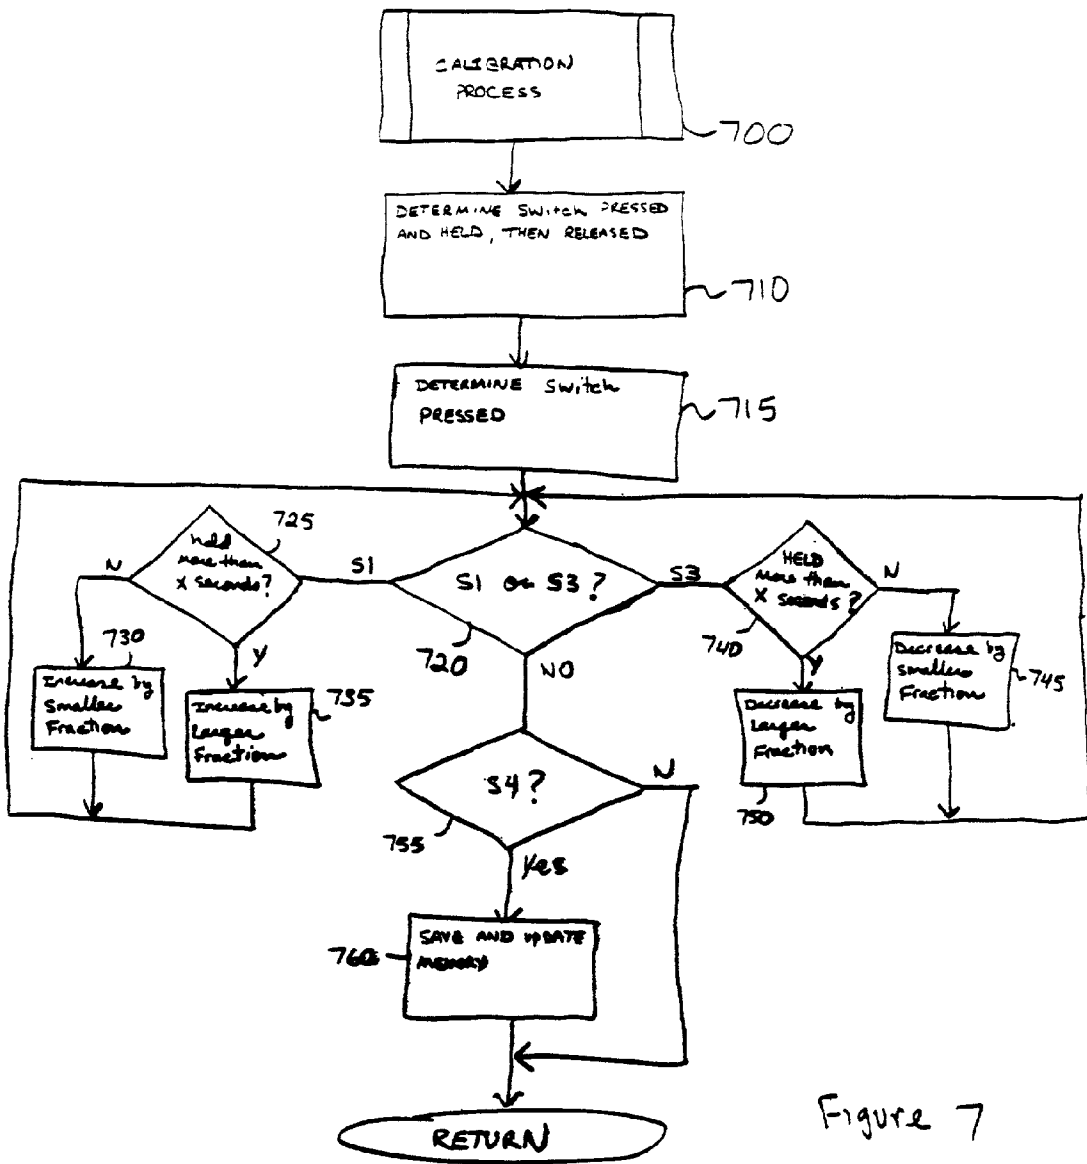 CALIBRATION
PROCESS
700
DETERMINE Switch PRESSED
AND HELD, THEN RELEASED
710
DETERMINE Switch
PRESSED
715
725
held
more than
X seconds?
N
S1
S1 or S3?
S3
HELD
more than
X seconds?
N
730
Y
720
NO
740
Y
Increase by
Smaller
Fraction
735
Increase by
Larger
Fraction
Decrease by
Larger
Fraction
Decrease by
Smaller
Fraction
745
S4?
N
750
755
Yes
760
SAVE AND UPDATE
MEMORY
RETURN
Figure 7